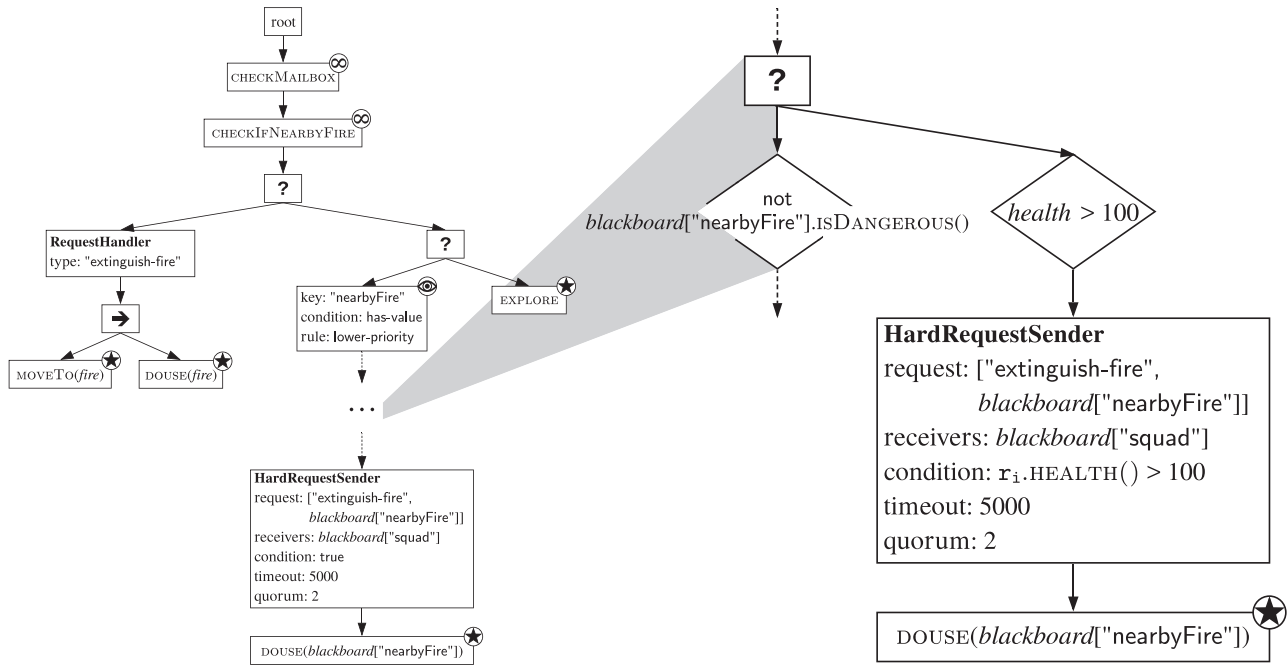 root
CHECKMAILBOX
∞
CHECKIFNEARBYFIRE
∞
?
RequestHandler
type: "extinguish-fire"
MOVETO(fire)
DOUSE(fire)
?
key: "nearbyFire"
condition: has-value
rule: lower-priority
EXPLORE
...
HardRequestSender
request: ["extinguish-fire",
blackboard["nearbyFire"]]
receivers: blackboard["squad"]
condition: true
timeout: 5000
quorum: 2
DOUSE(blackboard["nearbyFire"])
?
not
blackboard["nearbyFire"].ISDANGEROUS()
health > 100
HardRequestSender
request: ["extinguish-fire",
blackboard["nearbyFire"]]
receivers: blackboard["squad"]
condition: ri.HEALTH() > 100
timeout: 5000
quorum: 2
DOUSE(blackboard["nearbyFire"])